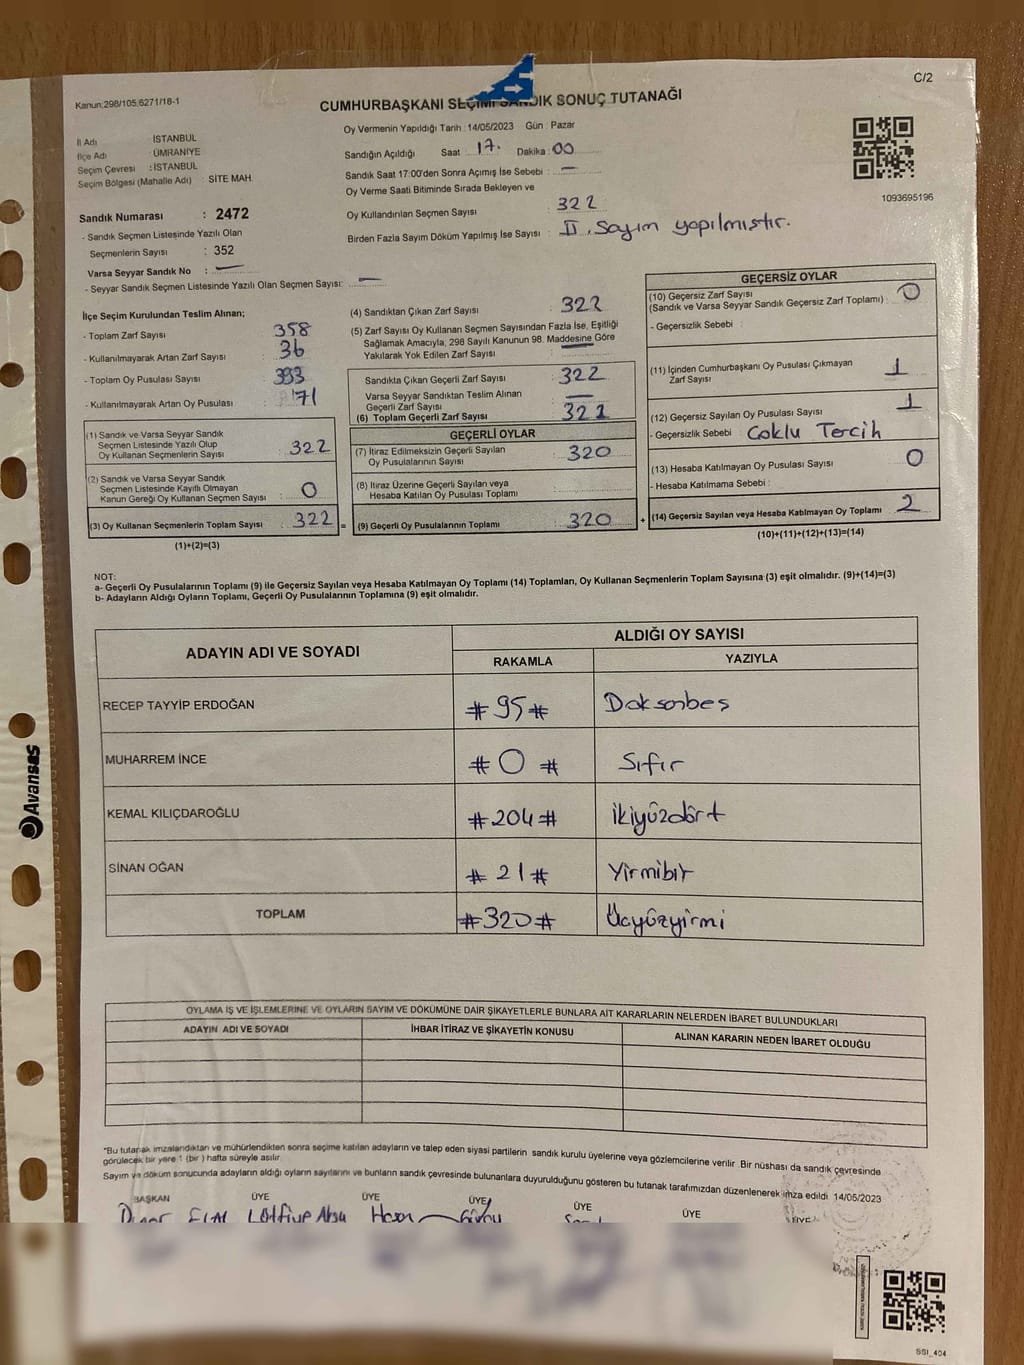 C/2
Kanun:298/105.6271/18-1
CUMHURBAŞKANI SEÇİMİ SANDIK SONUÇ TUTANAĞI
İl Adı : İSTANBUL
İlçe Adı : ÜMRANİYE
Seçim Çevresi : İSTANBUL
Seçim Bölgesi (Mahalle Adı) : SİTE MAH.
Oy Vermenin Yapıldığı Tarih : 14/05/2023 Gün : Pazar
Sandığın Açıldığı Saat : 17. Dakika : 00
Sandık Saat 17:00'den Sonra Açımış İse Sebebi : —
Oy Verme Saati Bitiminde Sırada Bekleyen ve
Oy Kullandırılan Seçmen Sayısı : 322
Birden Fazla Sayım Döküm Yapılmış İse Sayısı : II. Sayım yapılmıştır.
1093695196
Sandık Numarası : 2472
- Sandık Seçmen Listesinde Yazılı Olan
Seçmenlerin Sayısı : 352
Varsa Seyyar Sandık No : —
- Seyyar Sandık Seçmen Listesinde Yazılı Olan Seçmen Sayısı: —
İlçe Seçim Kurulundan Teslim Alınan;
- Toplam Zarf Sayısı : 358
- Kullanılmayarak Artan Zarf Sayısı : 36
- Toplam Oy Pusulası Sayısı : 393
- Kullanılmayarak Artan Oy Pusulası : 71
(1) Sandık ve Varsa Seyyar Sandık
Seçmen Listesinde Yazılı Olup
Oy Kullanan Seçmenlerin Sayısı : 322
(2) Sandık ve Varsa Seyyar Sandık
Seçmen Listesinde Kayıtlı Olmayan
Kanun Gereği Oy Kullanan Seçmen Sayısı : 0
(3) Oy Kullanan Seçmenlerin Toplam Sayısı : 322 =
(1)+(2)=(3)
(4) Sandıktan Çıkan Zarf Sayısı : 322
(5) Zarf Sayısı Oy Kullanan Seçmen Sayısından Fazla İse, Eşitliği
Sağlamak Amacıyla, 298 Sayılı Kanunun 98. Maddesine Göre
Yakılarak Yok Edilen Zarf Sayısı : —
Sandıkta Çıkan Geçerli Zarf Sayısı : 322
Varsa Seyyar Sandıktan Teslim Alınan
Geçerli Zarf Sayısı : —
(6) Toplam Geçerli Zarf Sayısı : 322
GEÇERLİ OYLAR
(7) İtiraz Edilmeksizin Geçerli Sayılan
Oy Pusulalarının Sayısı : 320
(8) İtiraz Üzerine Geçerli Sayılan veya
Hesaba Katılan Oy Pusulası Toplamı :
(9) Geçerli Oy Pusulalarının Toplamı : 320 +
GEÇERSİZ OYLAR
(10) Geçersiz Zarf Sayısı
(Sandık ve Varsa Seyyar Sandık Geçersiz Zarf Toplamı) : 0
- Geçersizlik Sebebi :
(11) İçinden Cumhurbaşkanı Oy Pusulası Çıkmayan
Zarf Sayısı : 1
(12) Geçersiz Sayılan Oy Pusulası Sayısı : 1
- Geçersizlik Sebebi : Çoklu Tercih
(13) Hesaba Katılmayan Oy Pusulası Sayısı : 0
- Hesaba Katılmama Sebebi :
(14) Geçersiz Sayılan veya Hesaba Katılmayan Oy Toplamı : 2
(10)+(11)+(12)+(13)=(14)
NOT:
a- Geçerli Oy Pusulalarının Toplamı (9) ile Geçersiz Sayılan veya Hesaba Katılmayan Oy Toplamı (14) Toplamları, Oy Kullanan Seçmenlerin Toplam Sayısına (3) eşit olmalıdır. (9)+(14)=(3)
b- Adayların Aldığı Oyların Toplamı, Geçerli Oy Pusulalarının Toplamına (9) eşit olmalıdır.
ADAYIN ADI VE SOYADI
ALDIĞI OY SAYISI
RAKAMLA YAZIYLA
RECEP TAYYİP ERDOĞAN #95# Doksanbeş
MUHARREM İNCE #0# Sıfır
KEMAL KILIÇDAROĞLU #204# İkiyüzdört
SİNAN OĞAN #21# Yirmibir
TOPLAM #320# Üçyüzyirmi
OYLAMA İŞ VE İŞLEMLERİNE VE OYLARIN SAYIM VE DÖKÜMÜNE DAİR ŞİKAYETLERLE BUNLARA AİT KARARLARIN NELERDEN İBARET BULUNDUKLARI
ADAYIN ADI VE SOYADI İHBAR İTİRAZ VE ŞİKAYETİN KONUSU ALINAN KARARIN NEDEN İBARET OLDUĞU
*Bu tutanak imzalandıktan ve mühürlendikten sonra seçime katılan adayların ve talep eden siyasi partilerin sandık kurulu üyelerine veya gözlemcilerine verilir. Bir nüshası da sandık çevresinde
görülecek bir yere 1 (bir) hafta süreyle asılır.
Sayım ve döküm sonucunda adayların aldığı oyların sayılarını ve bunların sandık çevresinde bulunanlara duyurulduğunu gösteren bu tutanak tarafımızdan düzenlenerek imza edildi. 14/05/2023
BAŞKAN ÜYE ÜYE ÜYE ÜYE ÜYE ÜYE
Lütfiye Aksu Hasan
Avansas
SSI_404